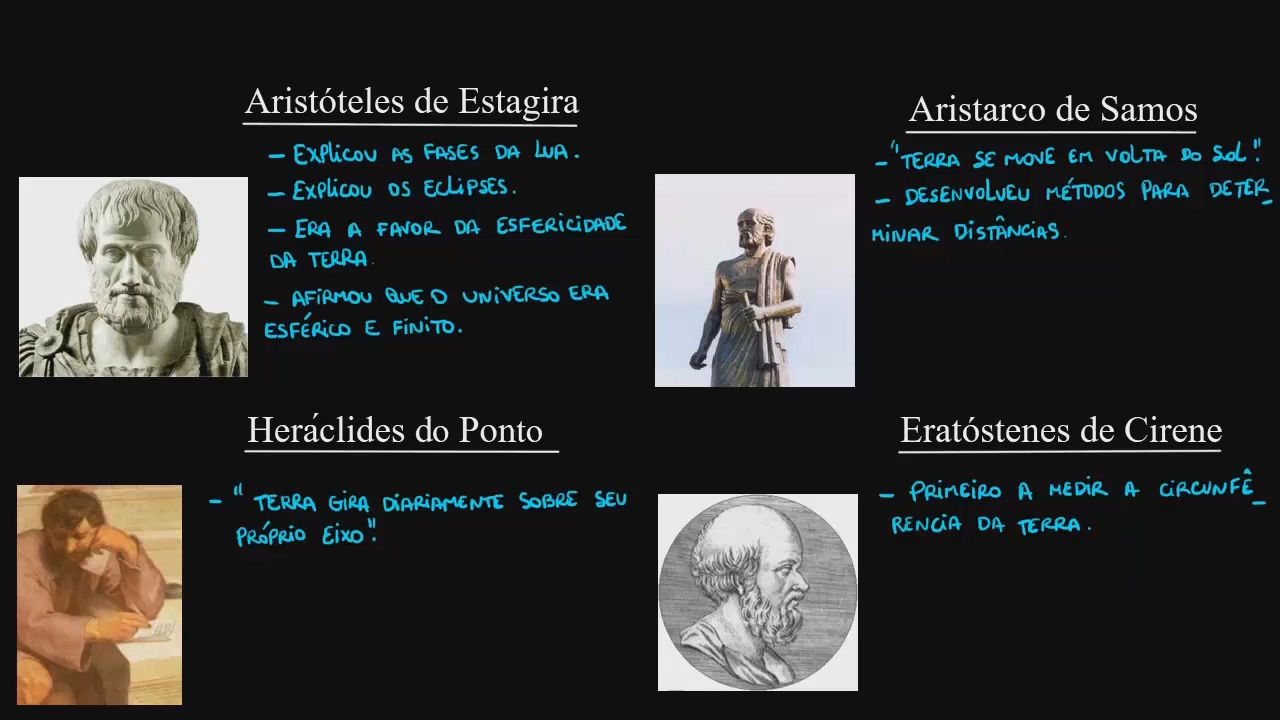 Aristóteles de Estagira
- EXPLICOU AS FASES DA LUA.
- EXPLICOU OS ECLIPSES.
- ERA A FAVOR DA ESFERICIDADE
DA TERRA.
- AFIRMOU QUE O UNIVERSO ERA
ESFÉRICO E FINITO.
Aristarco de Samos
- "TERRA SE MOVE EM VOLTA DO SOL".
- DESENVOLVEU MÉTODOS PARA DETER_
MINAR DISTÂNCIAS.
Heráclides do Ponto
- "TERRA GIRA DIARIAMENTE SOBRE SEU
PRÓPRIO EIXO".
Eratóstenes de Cirene
- PRIMEIRO A MEDIR A CIRCUNFÊ_
RENCIA DA TERRA.